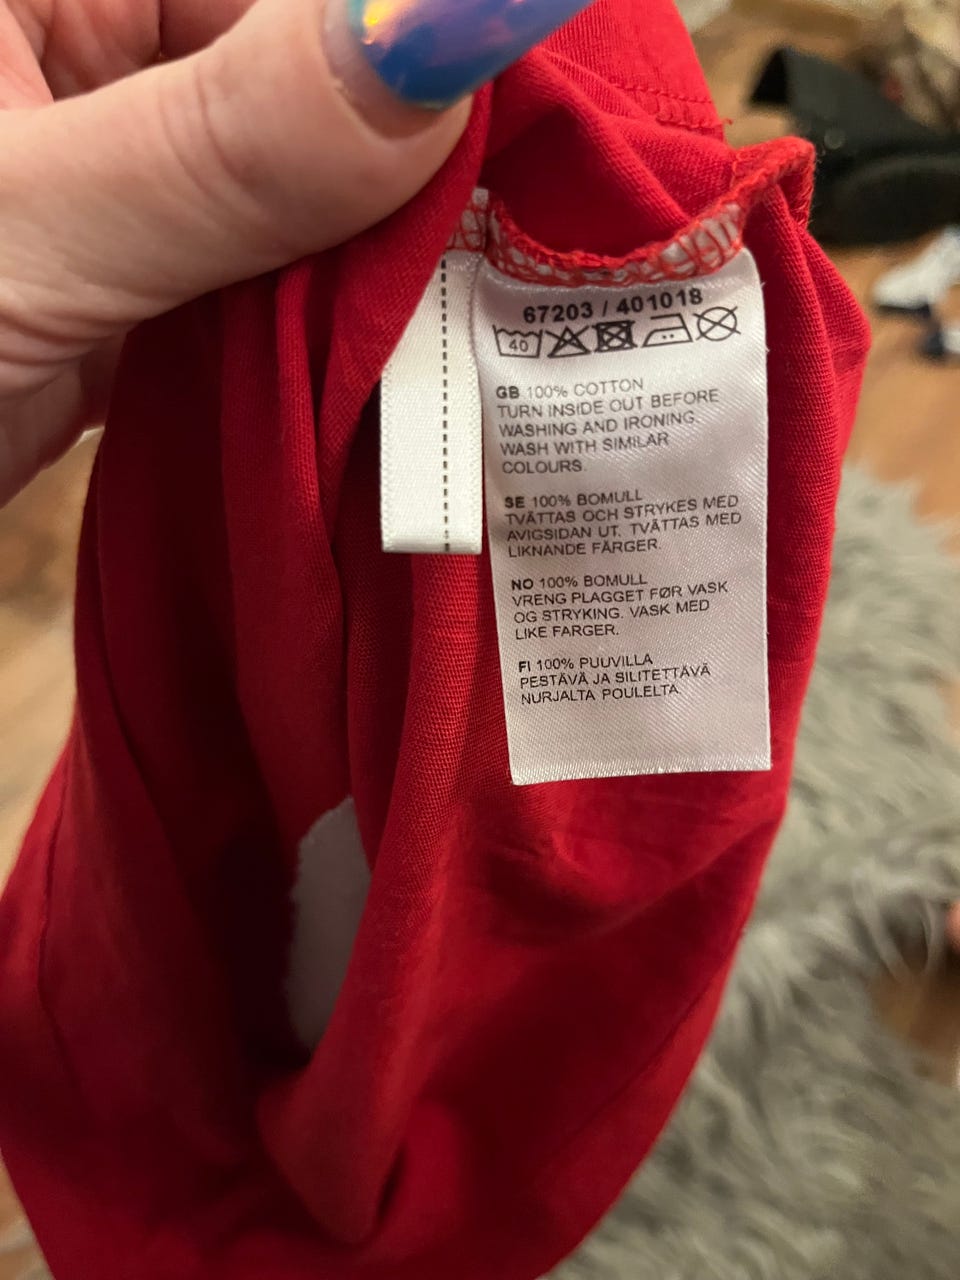 67203 / 401018
40
GB 100% COTTON
TURN INSIDE OUT BEFORE
WASHING AND IRONING.
WASH WITH SIMILAR
COLOURS.
SE 100% BOMULL
TVÄTTAS OCH STRYKES MED
AVIGSIDAN UT. TVÄTTAS MED
LIKNANDE FÄRGER.
NO 100% BOMULL
VRENG PLAGGET FØR VASK
OG STRYKING. VASK MED
LIKE FARGER.
FI 100% PUUVILLA
PESTÄVÄ JA SILITETTÄVÄ
NURJALTA POULELTA